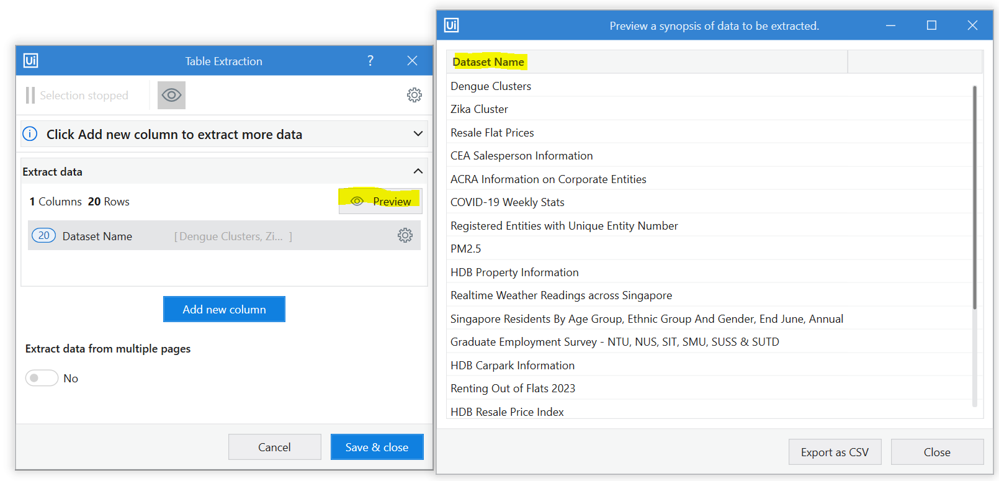 Ui
Table Extraction
?
Selection stopped
Click Add new column to extract more data
Extract data
1 Columns 20 Rows
Preview
20 Dataset Name [ Dengue Clusters, Zi... ]
Add new column
Extract data from multiple pages
No
Cancel
Save & close
Ui
Preview a synopsis of data to be extracted.
Dataset Name
Dengue Clusters
Zika Cluster
Resale Flat Prices
CEA Salesperson Information
ACRA Information on Corporate Entities
COVID-19 Weekly Stats
Registered Entities with Unique Entity Number
PM2.5
HDB Property Information
Realtime Weather Readings across Singapore
Singapore Residents By Age Group, Ethnic Group And Gender, End June, Annual
Graduate Employment Survey - NTU, NUS, SIT, SMU, SUSS & SUTD
HDB Carpark Information
Renting Out of Flats 2023
HDB Resale Price Index
Export as CSV
Close